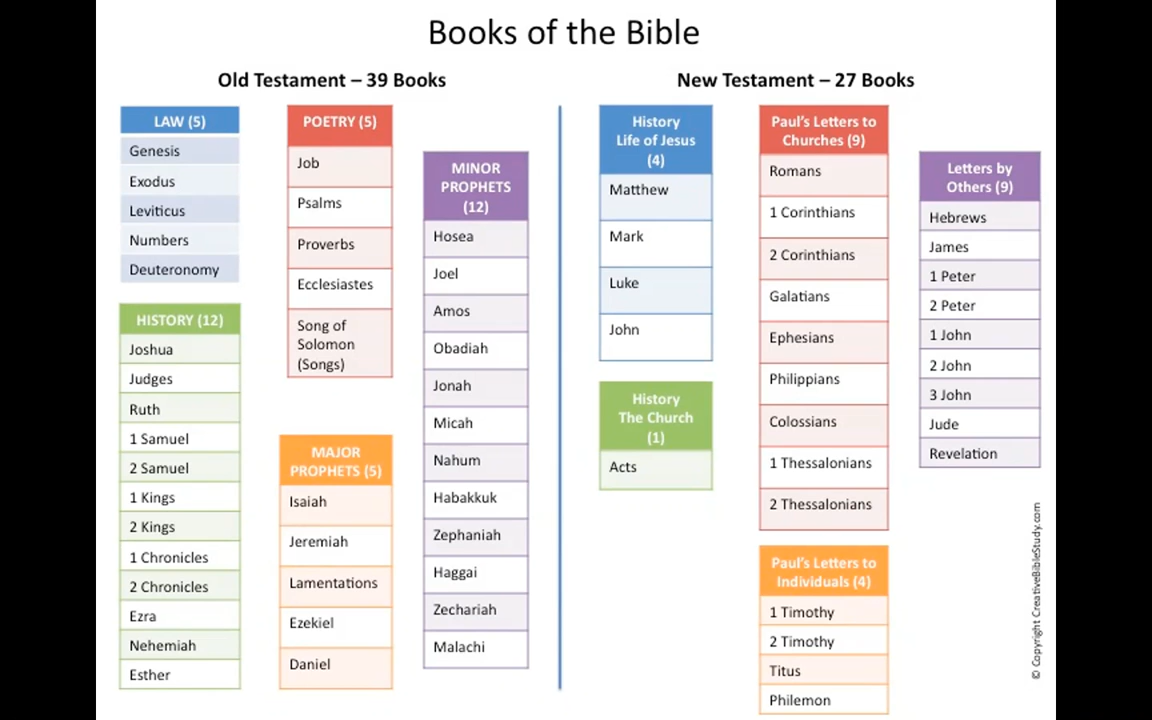 Books of the Bible
Old Testament – 39 Books
LAW (5)
Genesis
Exodus
Leviticus
Numbers
Deuteronomy
HISTORY (12)
Joshua
Judges
Ruth
1 Samuel
2 Samuel
1 Kings
2 Kings
1 Chronicles
2 Chronicles
Ezra
Nehemiah
Esther
POETRY (5)
Job
Psalms
Proverbs
Ecclesiastes
Song of
Solomon
(Songs)
MAJOR
PROPHETS (5)
Isaiah
Jeremiah
Lamentations
Ezekiel
Daniel
MINOR
PROPHETS
(12)
Hosea
Joel
Amos
Obadiah
Jonah
Micah
Nahum
Habakkuk
Zephaniah
Haggai
Zechariah
Malachi
New Testament – 27 Books
History
Life of Jesus
(4)
Matthew
Mark
Luke
John
History
The Church
(1)
Acts
Paul's Letters to
Churches (9)
Romans
1 Corinthians
2 Corinthians
Galatians
Ephesians
Philippians
Colossians
1 Thessalonians
2 Thessalonians
Paul's Letters to
Individuals (4)
1 Timothy
2 Timothy
Titus
Philemon
Letters by
Others (9)
Hebrews
James
1 Peter
2 Peter
1 John
2 John
3 John
Jude
Revelation
© Copyright CreativeBibleStudy.com